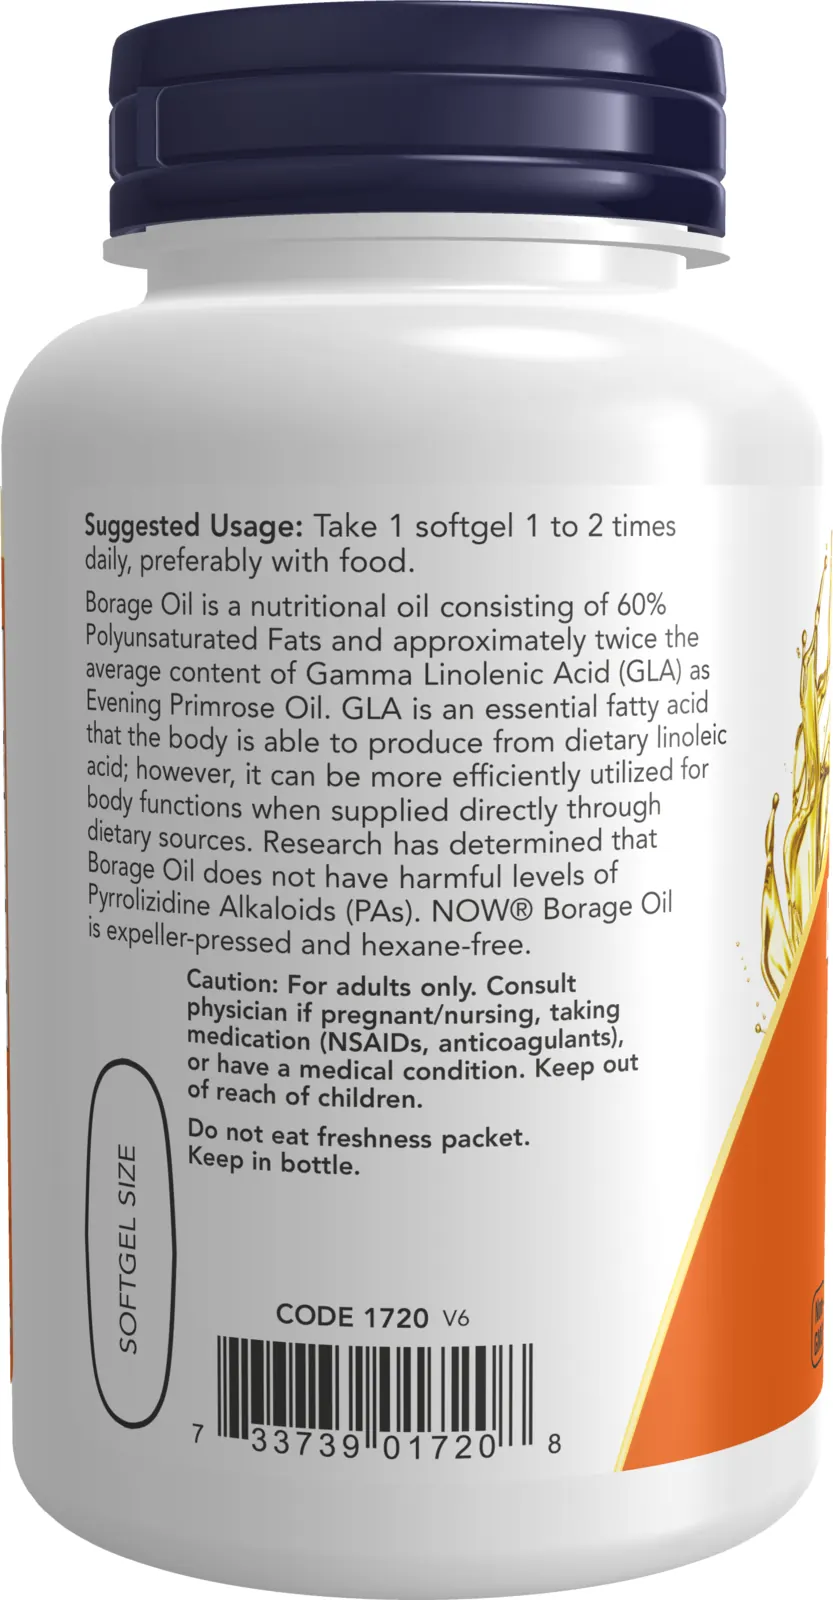 Suggested Usage: Take 1 softgel 1 to 2 times
daily, preferably with food.
Borage Oil is a nutritional oil consisting of 60%
Polyunsaturated Fats and approximately twice the
average content of Gamma Linolenic Acid (GLA) as
Evening Primrose Oil. GLA is an essential fatty acid
that the body is able to produce from dietary linoleic
acid; however, it can be more efficiently utilized for
body functions when supplied directly through
dietary sources. Research has determined that
Borage Oil does not have harmful levels of
Pyrrolizidine Alkaloids (PAs). NOW® Borage Oil
is expeller-pressed and hexane-free.
Caution: For adults only. Consult
physician if pregnant/nursing, taking
medication (NSAIDs, anticoagulants),
or have a medical condition. Keep out
of reach of children.
Do not eat freshness packet.
Keep in bottle.
SOFTGEL SIZE
CODE 1720 V6
7 33739 01720 8